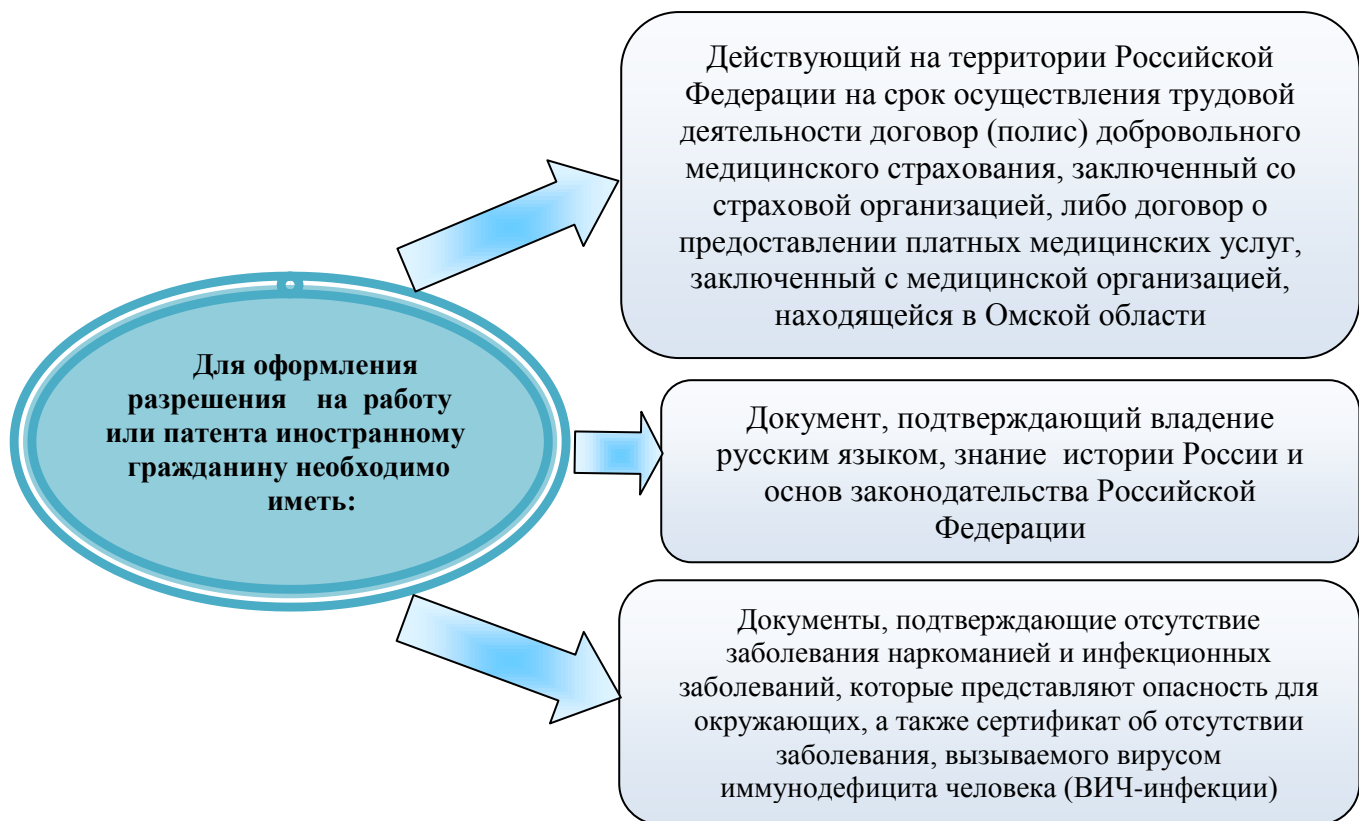 Для оформления
разрешения на работу
или патента иностранному
гражданину необходимо
иметь:
Действующий на территории Российской
Федерации на срок осуществления трудовой
деятельности договор (полис) добровольного
медицинского страхования, заключенный со
страховой организацией, либо договор о
предоставлении платных медицинских услуг,
заключенный с медицинской организацией,
находящейся в Омской области
Документ, подтверждающий владение
русским языком, знание истории России и
основ законодательства Российской
Федерации
Документы, подтверждающие отсутствие
заболевания наркоманией и инфекционных
заболеваний, которые представляют опасность для
окружающих, а также сертификат об отсутствии
заболевания, вызываемого вирусом
иммунодефицита человека (ВИЧ-инфекции)